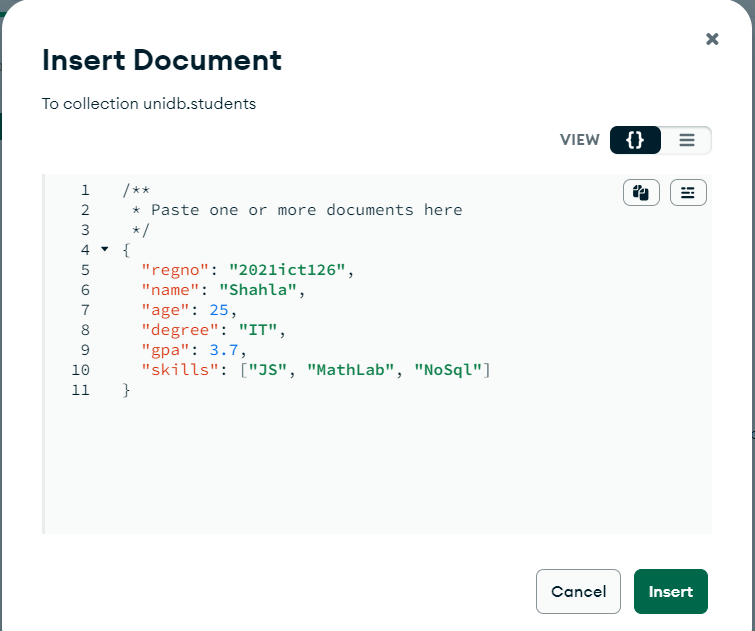 Insert Document
To collection unidb.students
VIEW {}
1 /**
2 * Paste one or more documents here
3 */
4 {
5 "regno": "2021ict126",
6 "name": "Shahla",
7 "age": 25,
8 "degree": "IT",
9 "gpa": 3.7,
10 "skills": ["JS", "MathLab", "NoSql"]
11 }
Cancel Insert